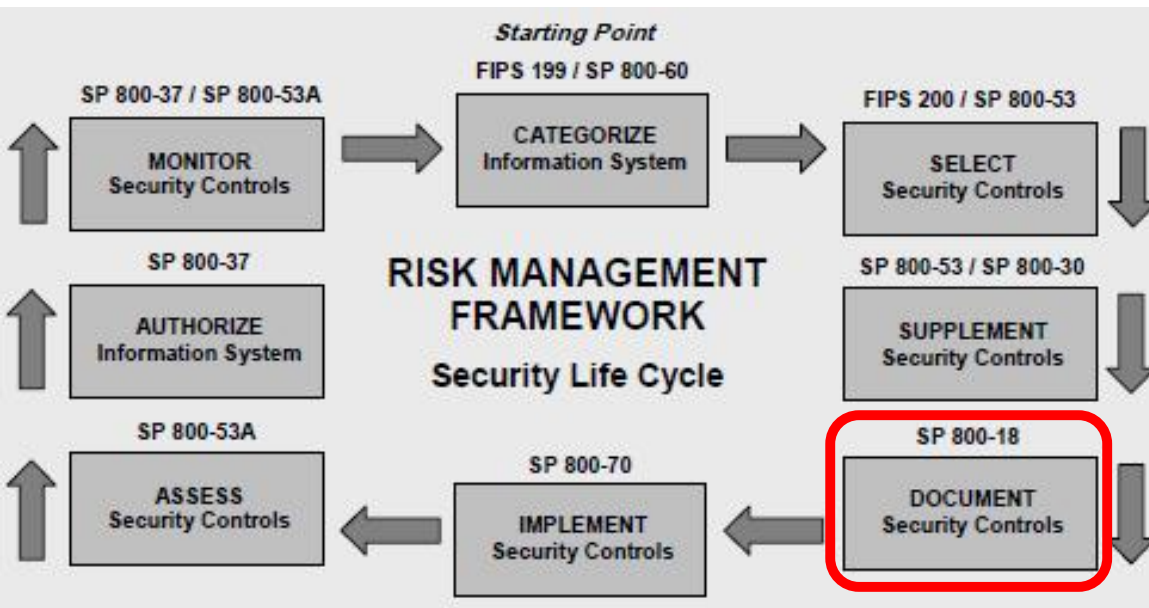 Starting Point
FIPS 199 / SP 800-60
CATEGORIZE
Information System
FIPS 200 / SP 800-53
SELECT
Security Controls
SP 800-53 / SP 800-30
SUPPLEMENT
Security Controls
SP 800-18
DOCUMENT
Security Controls
SP 800-70
IMPLEMENT
Security Controls
SP 800-53A
ASSESS
Security Controls
SP 800-37
AUTHORIZE
Information System
SP 800-37 / SP 800-53A
MONITOR
Security Controls
RISK MANAGEMENT
FRAMEWORK
Security Life Cycle